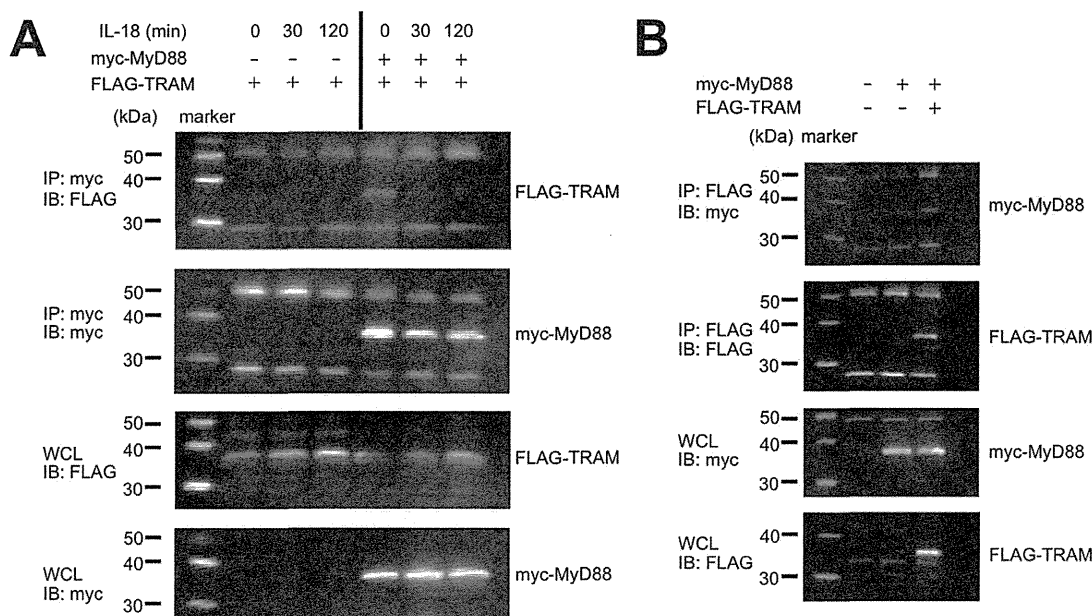 A
IL-18 (min) 0 30 120 0 30 120
myc-MyD88 - - - + + +
FLAG-TRAM + + + + + +
(kDa) marker
50
40
30
IP: myc
IB: FLAG
FLAG-TRAM
50
40
30
IP: myc
IB: myc
myc-MyD88
50
40
30
WCL
IB: FLAG
FLAG-TRAM
50
40
30
WCL
IB: myc
myc-MyD88
B
myc-MyD88 - + +
FLAG-TRAM - - +
(kDa) marker
50
40
30
IP: FLAG
IB: myc
myc-MyD88
50
40
30
IP: FLAG
IB: FLAG
FLAG-TRAM
50
40
30
WCL
IB: myc
myc-MyD88
40
30
WCL
IB: FLAG
FLAG-TRAM